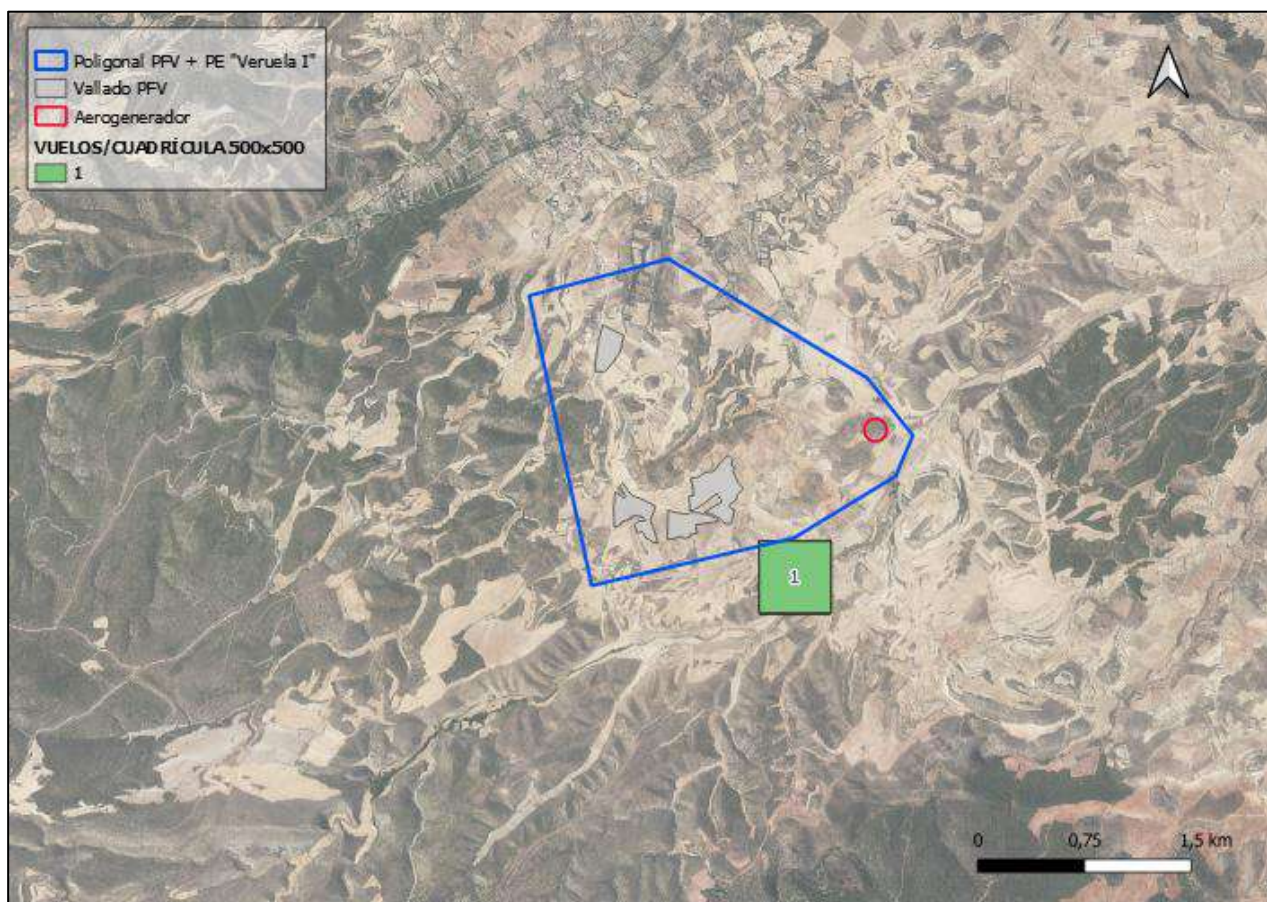 Poligonal PFV + PE "Veruela I"
Vallado PFV
Aerogenerador
VUELOS/CUADRÍCULA 500x500
1
1
0 0,75 1,5 km